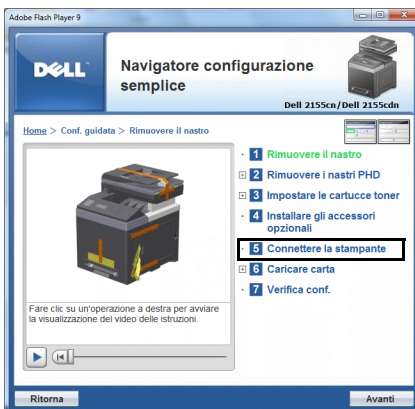 Adobe Flash Player 9
DELL
Navigatore configurazione
semplice
Dell 2155cn/Dell 2155cdn
Home > Conf. guidata > Rimuovere il nastro
1 Rimuovere il nastro
2 Rimuovere i nastri PHD
3 Impostare le cartucce toner
4 Installare gli accessori
opzionali
5 Connettere la stampante
6 Caricare carta
7 Verifica conf.
Fare clic su un'operazione a destra per avviare
la visualizzazione del video delle istruzioni.
Ritorna
Avanti